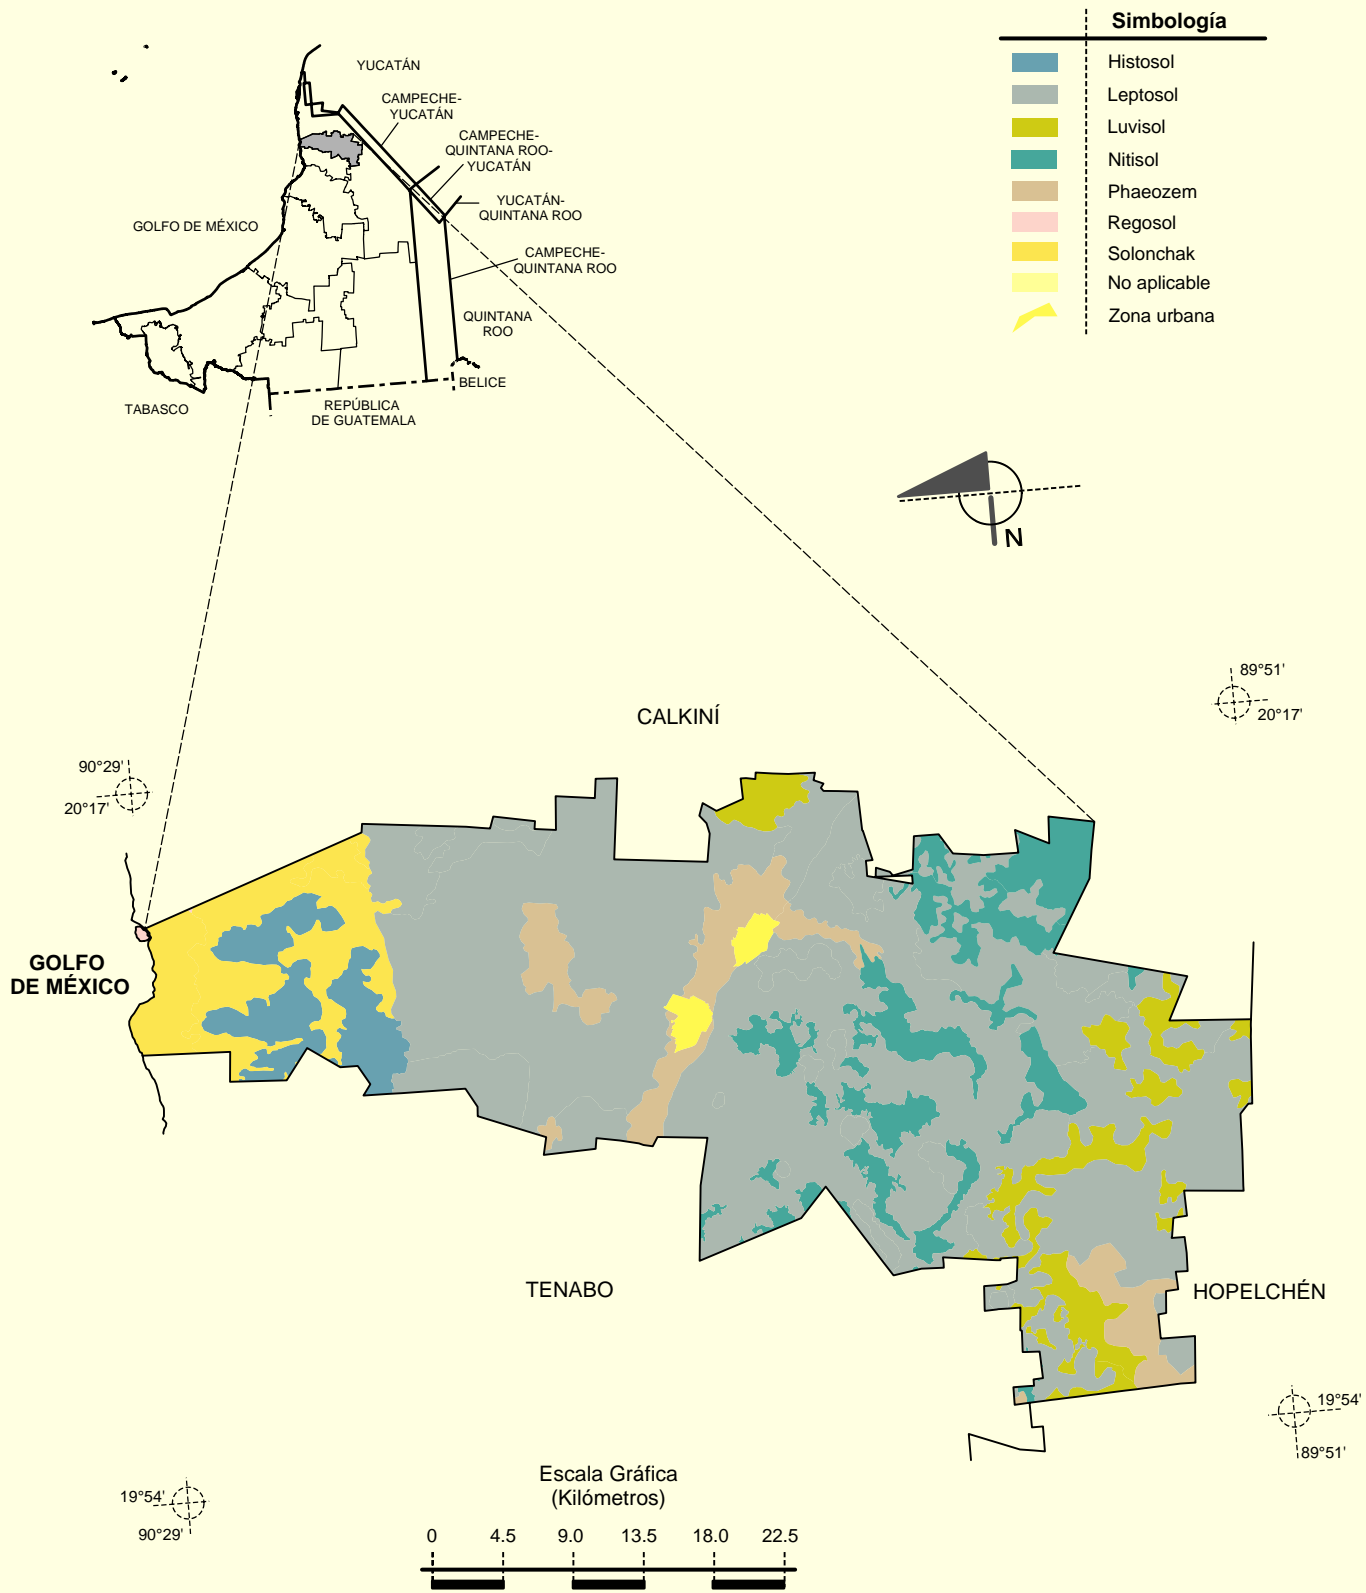 Simbología
Histosol
Leptosol
Luvisol
Nitisol
Phaeozem
Regosol
Solonchak
No aplicable
Zona urbana
YUCATÁN
CAMPECHE-
YUCATÁN
CAMPECHE-
QUINTANA ROO-
YUCATÁN
YUCATÁN-
QUINTANA ROO
GOLFO DE MÉXICO
CAMPECHE-
QUINTANA ROO
QUINTANA
ROO
BELICE
TABASCO
REPÚBLICA
DE GUATEMALA
N
89°51'
20°17'
CALKINÍ
90°29'
20°17'
GOLFO
DE MÉXICO
TENABO
HOPELCHÉN
19°54'
89°51'
19°54'
90°29'
Escala Gráfica
(Kilómetros)
0 4.5 9.0 13.5 18.0 22.5